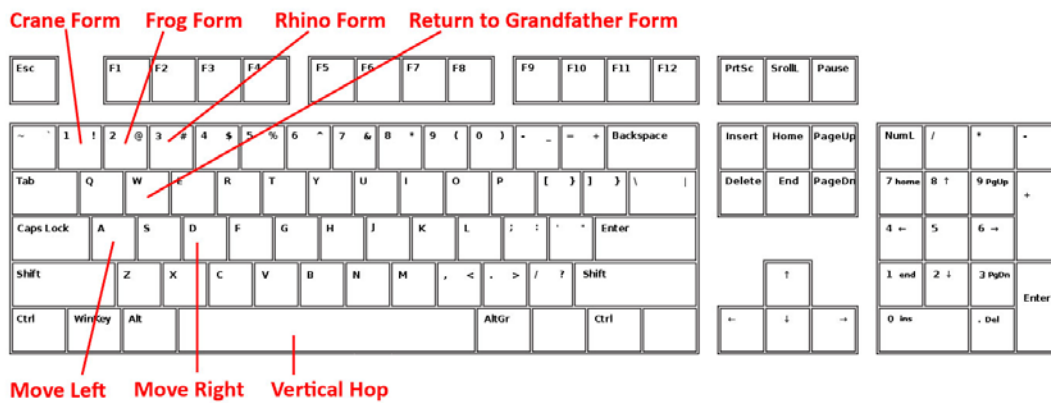 Crane Form Frog Form Rhino Form Return to Grandfather Form
Esc F1 F2 F3 F4 F5 F6 F7 F8 F9 F10 F11 F12 PrtSc SrollL Pause
~ ` 1 ! 2 @ 3 # 4 $ 5 % 6 ^ 7 & 8 * 9 ( 0 ) - _ = + Backspace Insert Home PageUp NumL / * -
Tab Q W E R T Y U I O P [ } ] } \ | Delete End PageDn 7 home 8 ↑ 9 PgUp +
Caps Lock A S D F G H J K L ; : ' " Enter 4 ← 5 6 →
Shift Z X C V B N M , < . > / ? Shift ↑ 1 end 2 ↓ 3 PgDn Enter
Ctrl WinKey Alt AltGr Ctrl ← ↓ → 0 ins . Del
Move Left Move Right Vertical Hop